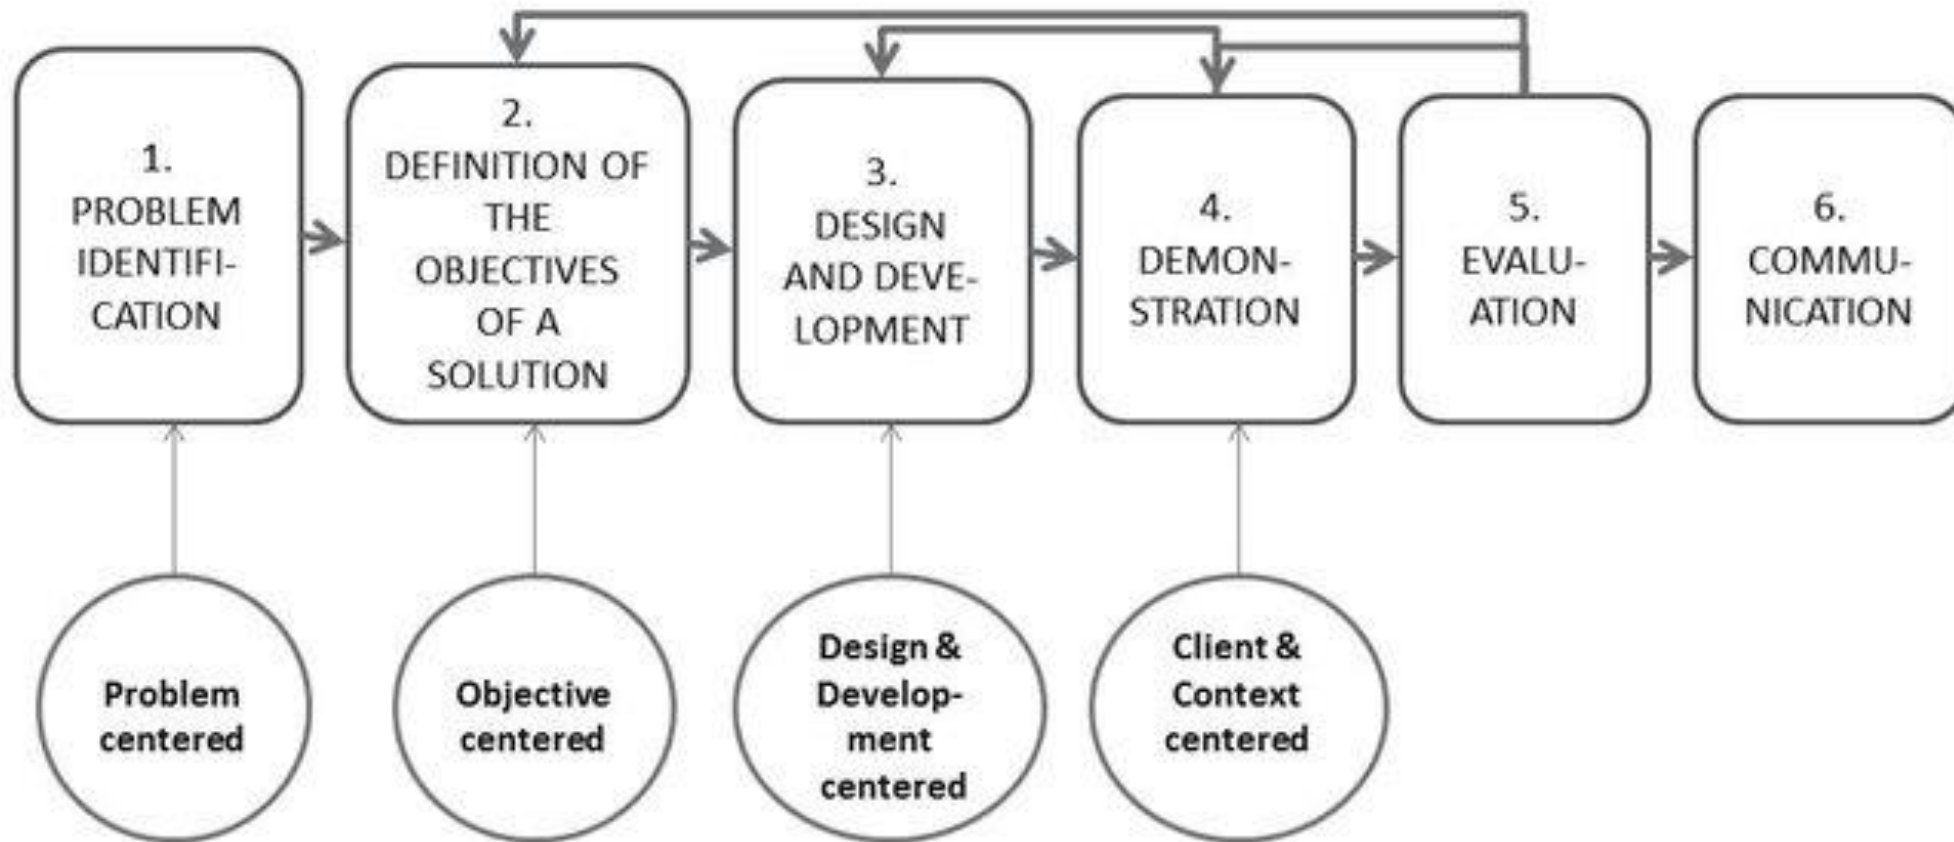 1.
PROBLEM
IDENTIFI-
CATION
2.
DEFINITION OF
THE
OBJECTIVES
OF A
SOLUTION
3.
DESIGN
AND DEVE-
LOPMENT
4.
DEMON-
STRATION
5.
EVALU-
ATION
6.
COMMU-
NICATION
Problem
centered
Objective
centered
Design &
Develop-
ment
centered
Client &
Context
centered